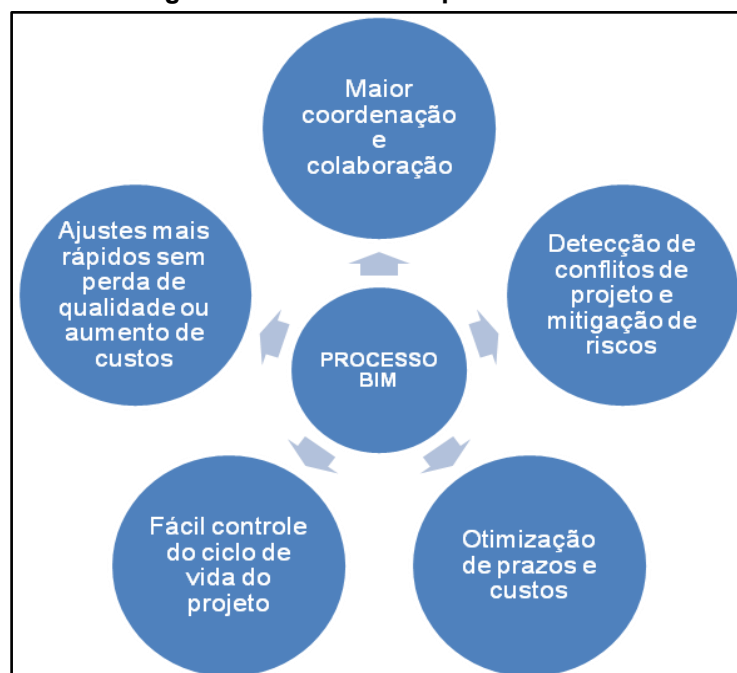 Maior
coordenação
e
colaboração
Detecção de
conflitos de
projeto e
mitigação de
riscos
Otimização
de prazos e
custos
Fácil controle
do ciclo de
vida do
projeto
Ajustes mais
rápidos sem
perda de
qualidade ou
aumento de
custos
PROCESSO
BIM